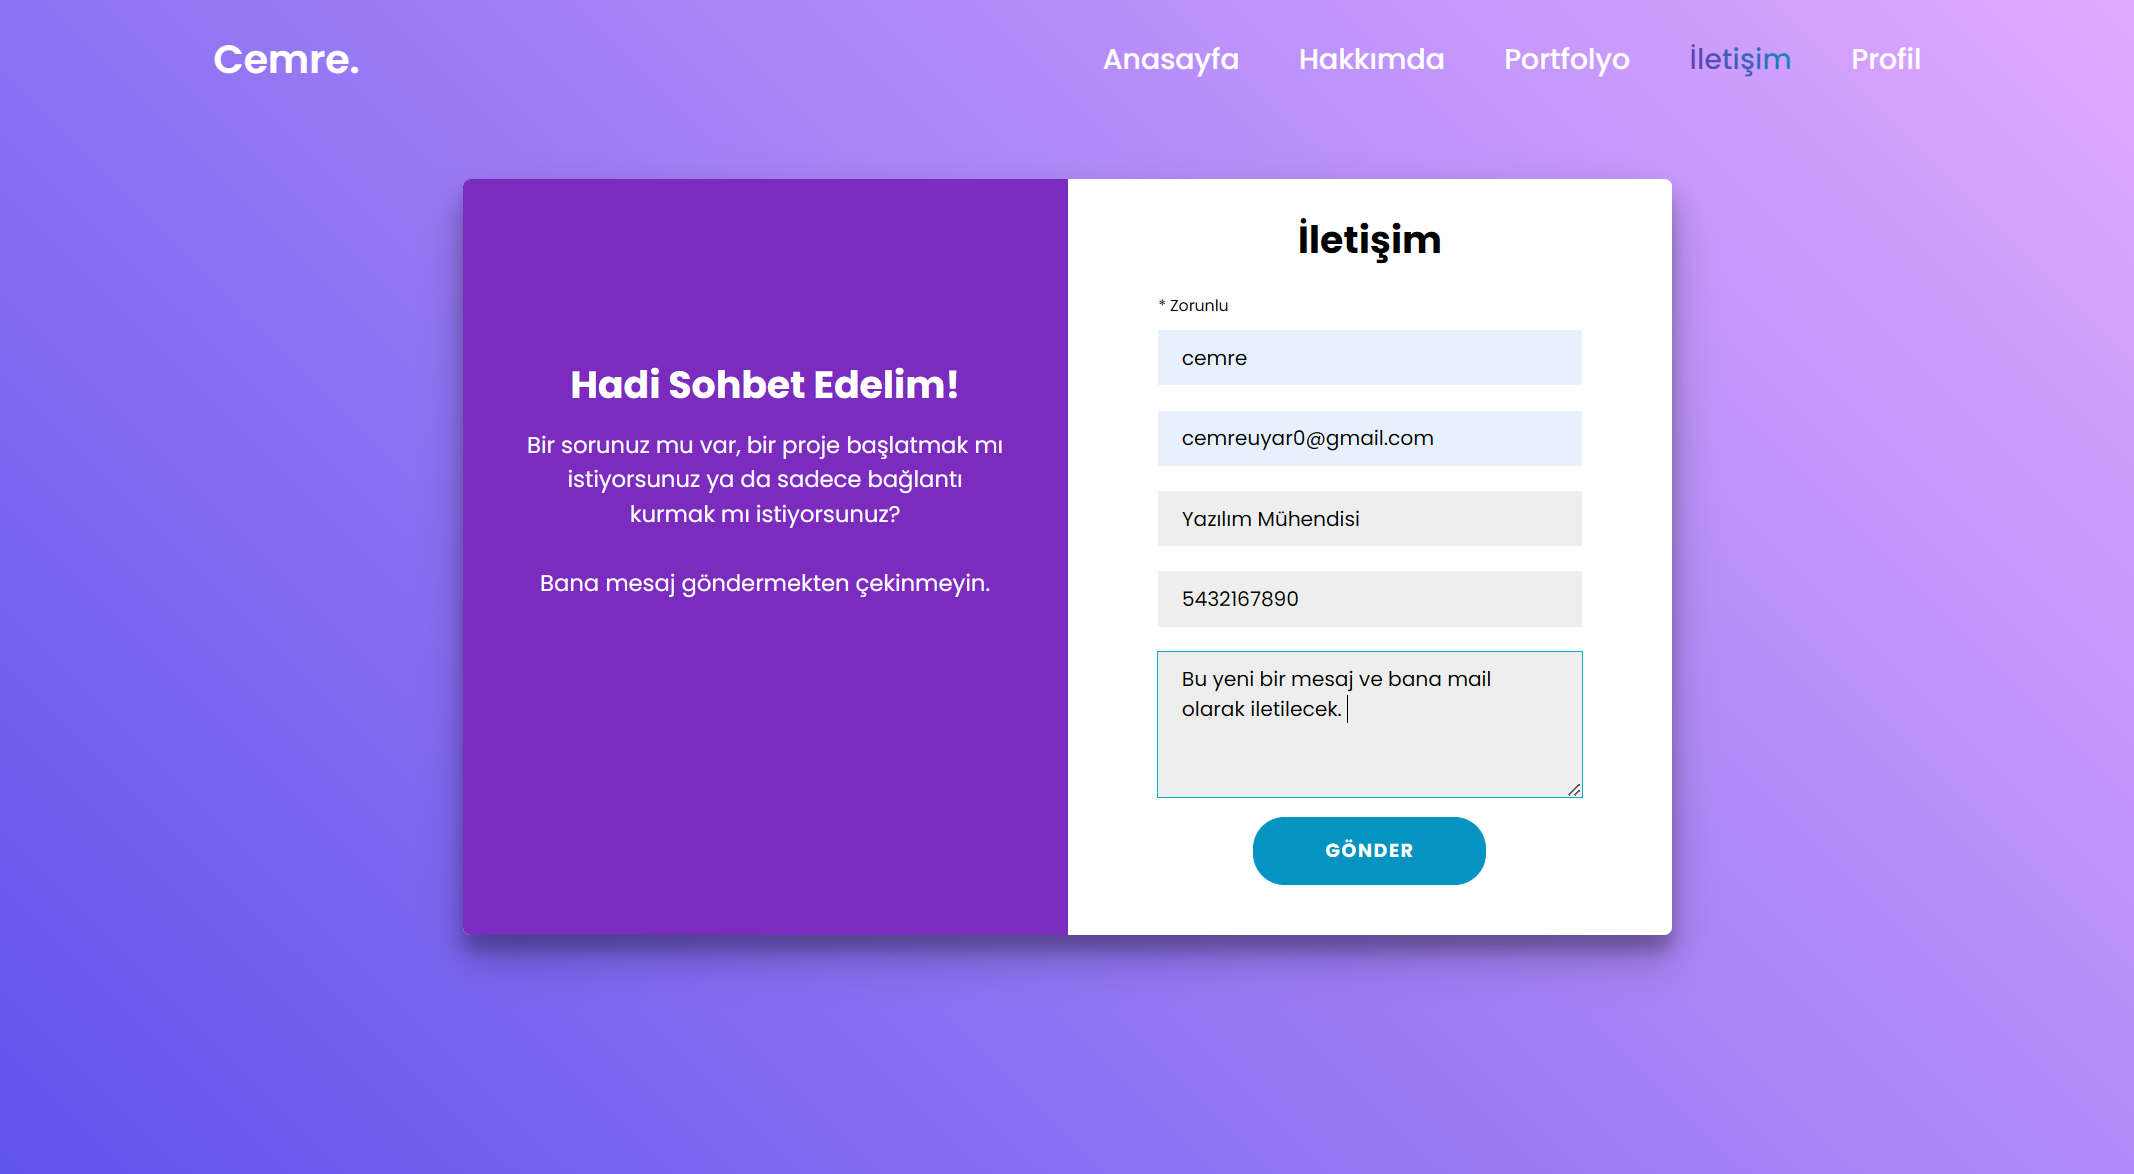 Cemre.
Anasayfa
Hakkımda
Portfolyo
İletişim
Profil
Hadi Sohbet Edelim!
Bir sorunuz mu var, bir proje başlatmak mı
istiyorsunuz ya da sadece bağlantı
kurmak mı istiyorsunuz?
Bana mesaj göndermekten çekinmeyin.
İletişim
* Zorunlu
cemre
cemreuyar0@gmail.com
Yazılım Mühendisi
5432167890
Bu yeni bir mesaj ve bana mail
olarak iletilecek.
GÖNDER